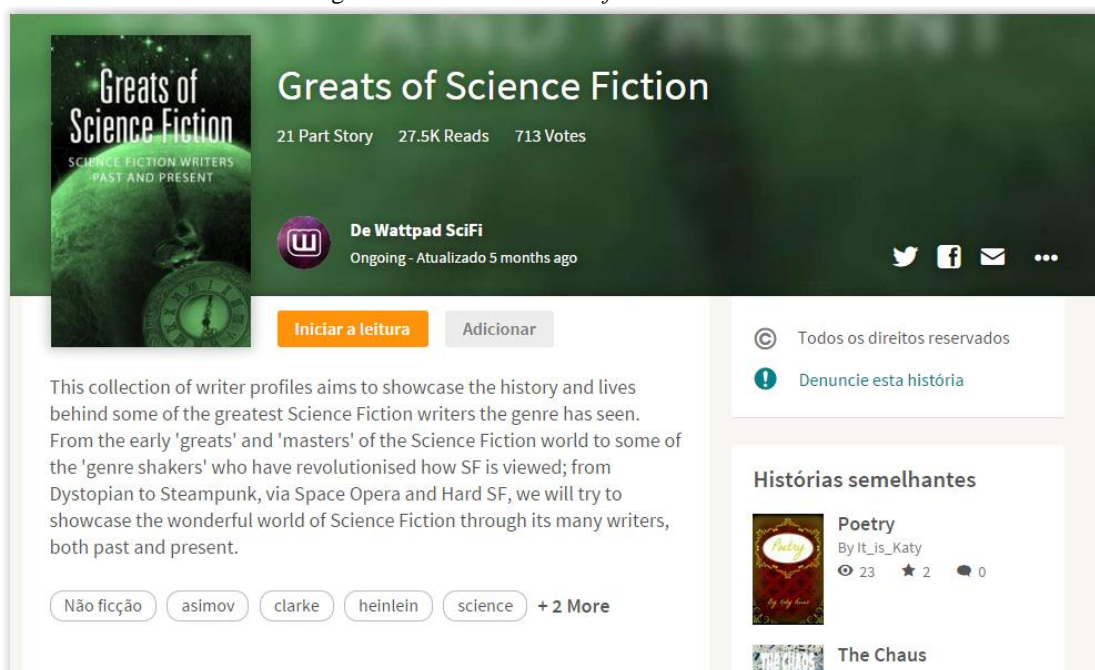 Greats of
Science Fiction
SCIENCE FICTION WRITERS
PAST AND PRESENT
AND PRESENT
Greats of Science Fiction
21 Part Story 27.5K Reads 713 Votes
De Wattpad SciFi
Ongoing - Atualizado 5 months ago
Iniciar a leitura Adicionar
This collection of writer profiles aims to showcase the history and lives
behind some of the greatest Science Fiction writers the genre has seen.
From the early 'greats' and 'masters' of the Science Fiction world to some of
the 'genre shakers' who have revolutionised how SF is viewed; from
Dystopian to Steampunk, via Space Opera and Hard SF, we will try to
showcase the wonderful world of Science Fiction through its many writers,
both past and present.
Não ficção asimov clarke heinlein science + 2 More
© Todos os direitos reservados
Denuncie esta história
Histórias semelhantes
Poetry
Poetry
By It_is_Katy
23 2 0
The Chaus